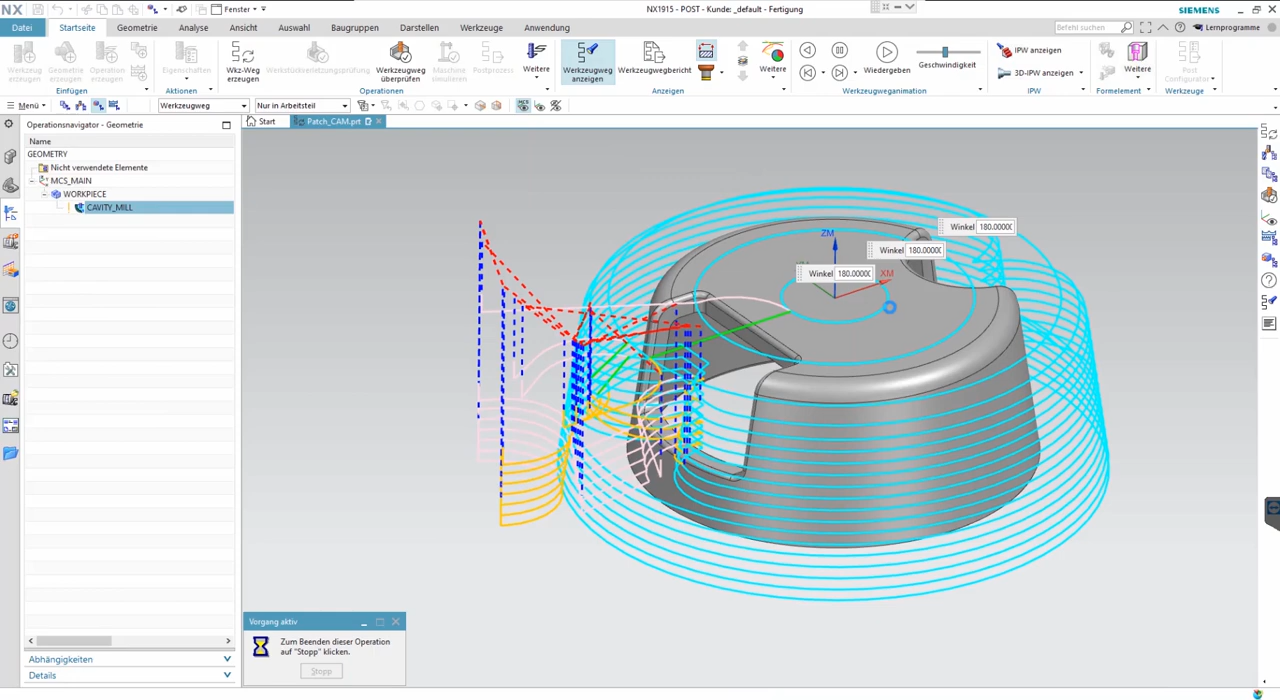 NX
Fenster
NX1915 - POST - Kunde: _default - Fertigung
SIEMENS
Datei
Startseite
Geometrie
Analyse
Ansicht
Auswahl
Baugruppen
Darstellen
Werkzeuge
Anwendung
Befehl suchen
Lernprogramme
Werkzeug erzeugen
Geometrie erzeugen
Operation erzeugen
Einfügen
Eigenschaften
Aktionen
Wkz-Weg erzeugen
Werkstückverletzungsprüfung
Werkzeugweg überprüfen
Maschine simulieren
Postprozess
Weitere
Operationen
Werkzeugweg anzeigen
Werkzeugwegbericht
Weitere
Anzeigen
Wiedergeben
Geschwindigkeit
Werkzeuganimation
IPW anzeigen
3D-IPW anzeigen
IPW
Weitere
Formelement
Post Configurator
Werkzeuge
Menü
Werkzeugweg
Nur in Arbeitsteil
Operationsnavigator - Geometrie
Start
Patch_CAM.prt
Name
GEOMETRY
Nicht verwendete Elemente
MCS_MAIN
WORKPIECE
CAVITY_MILL
Winkel 180.0000
Winkel 180.0000
ZM
Winkel 180.0000
XM
Vorgang aktiv
Zum Beenden dieser Operation
auf "Stopp" klicken.
Stopp
Abhängigkeiten
Details